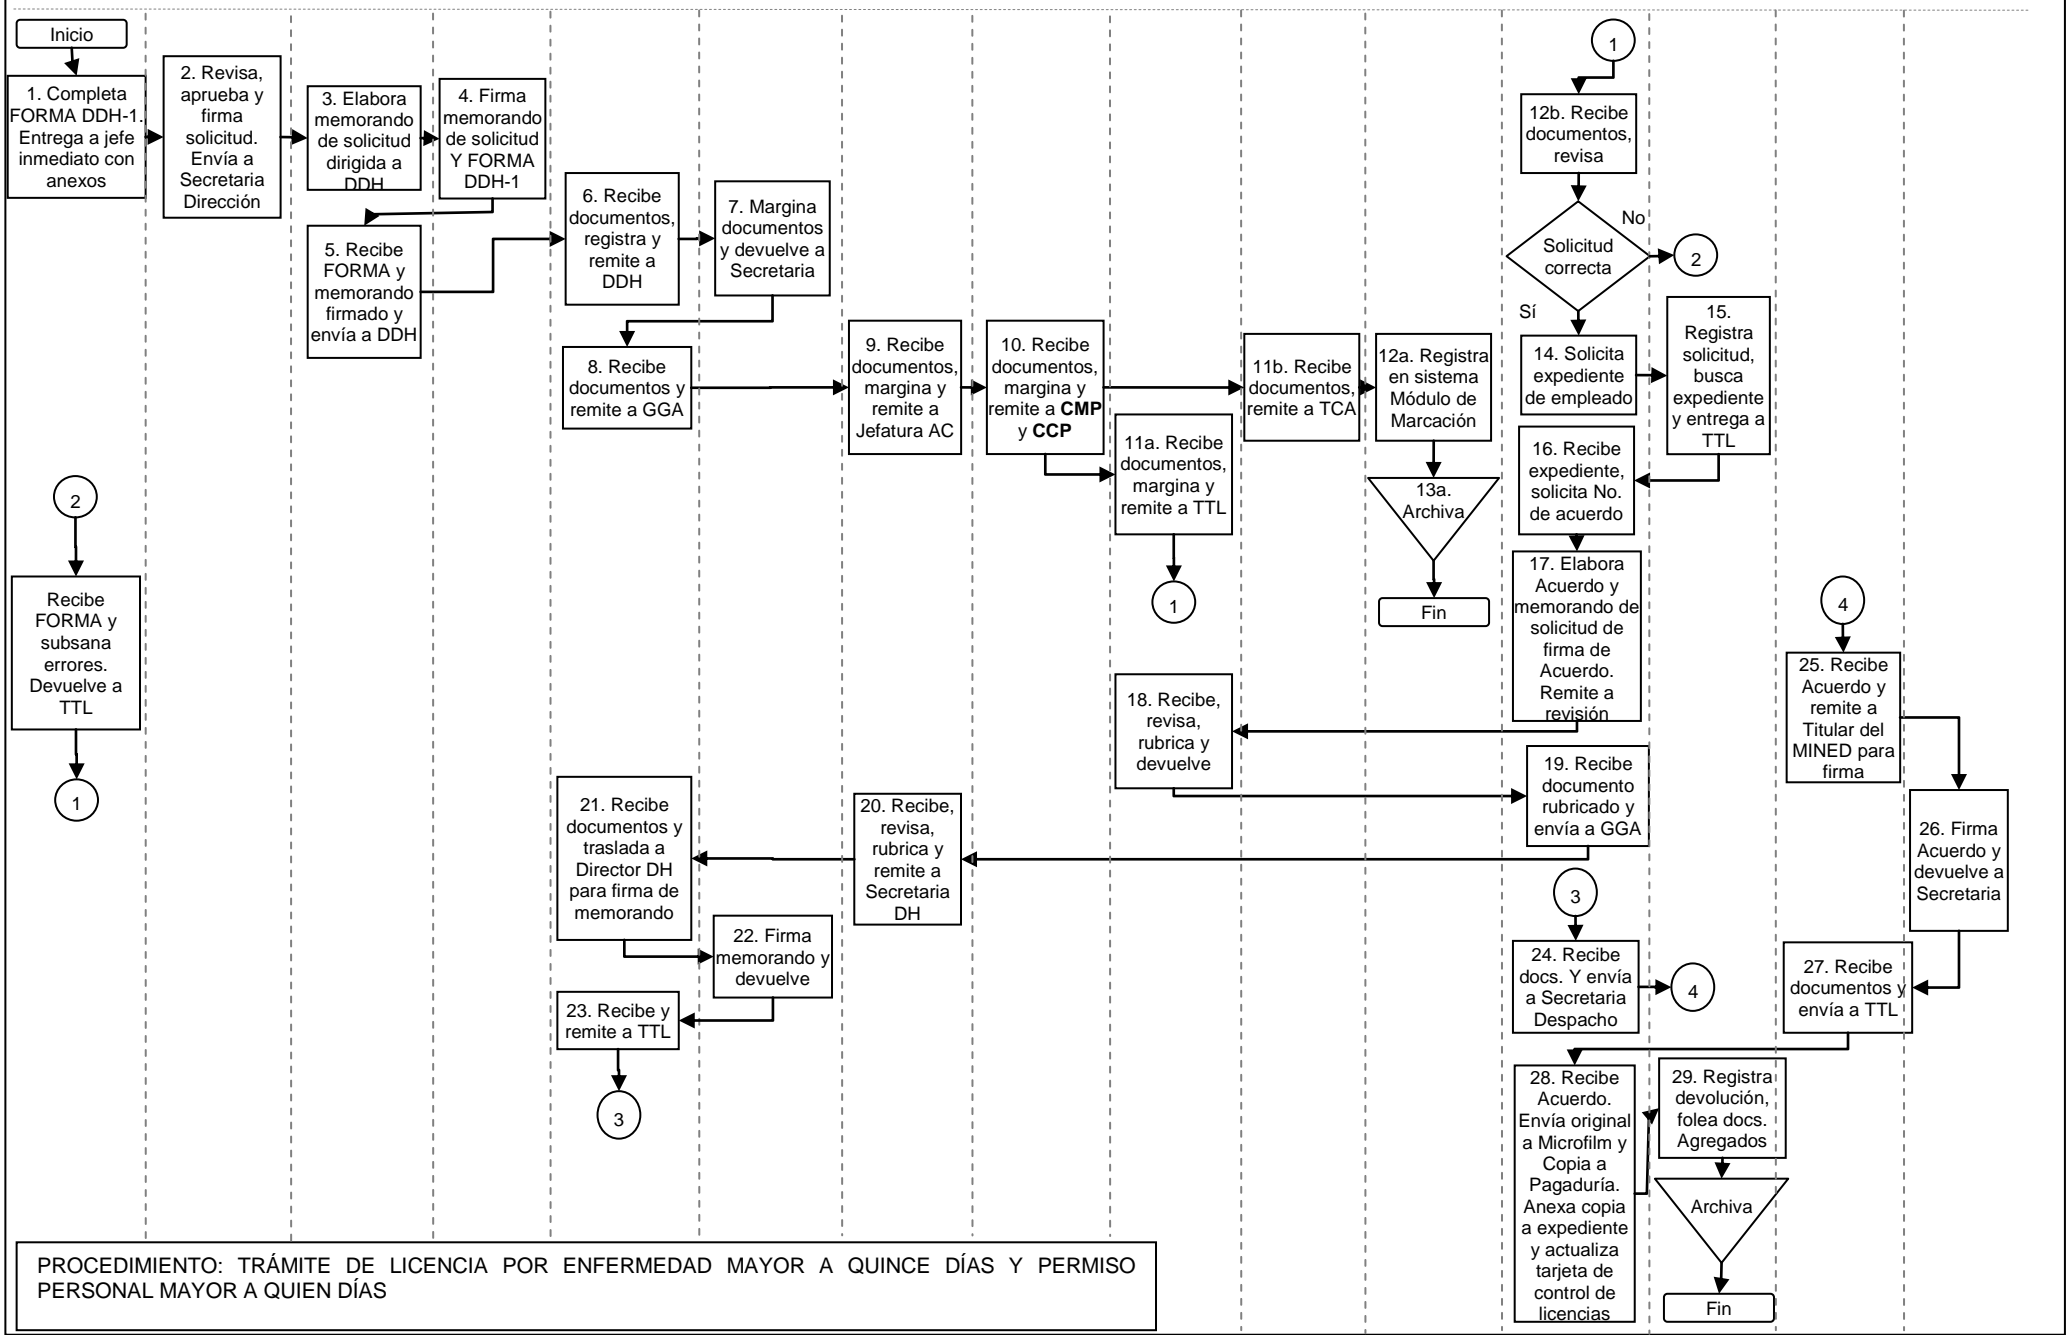 Inicio
1. Completa
FORMA DDH-1.
Entrega a jefe
inmediato con
anexos
2. Revisa,
aprueba y
firma
solicitud.
Envía a
Secretaria
Dirección
3. Elabora
memorando
de solicitud
dirigida a
DDH
4. Firma
memorando
de solicitud
Y FORMA
DDH-1
5. Recibe
FORMA y
memorando
firmado y
envía a DDH
6. Recibe
documentos,
registra y
remite a
DDH
7. Margina
documentos
y devuelve a
Secretaria
8. Recibe
documentos y
remite a GGA
9. Recibe
documentos,
margina y
remite a
Jefatura AC
10. Recibe
documentos,
margina y
remite a CMP
y CCP
11a. Recibe
documentos,
margina y
remite a TTL
1
11b. Recibe
documentos,
remite a TCA
12a. Registra
en sistema
Módulo de
Marcación
13a.
Archiva
Fin
1
12b. Recibe
documentos,
revisa
Solicitud
correcta
No
2
Sí
14. Solicita
expediente
de empleado
15.
Registra
solicitud,
busca
expediente
y entrega a
TTL
16. Recibe
expediente,
solicita No.
de acuerdo
17. Elabora
Acuerdo y
memorando de
solicitud de
firma de
Acuerdo.
Remite a
revisión
2
Recibe
FORMA y
subsana
errores.
Devuelve a
TTL
1
18. Recibe,
revisa,
rubrica y
devuelve
19. Recibe
documento
rubricado y
envía a GGA
20. Recibe,
revisa,
rubrica y
remite a
Secretaria
DH
21. Recibe
documentos y
traslada a
Director DH
para firma de
memorando
22. Firma
memorando y
devuelve
23. Recibe y
remite a TTL
3
3
24. Recibe
docs. Y envía
a Secretaria
Despacho
4
4
25. Recibe
Acuerdo y
remite a
Titular del
MINED para
firma
26. Firma
Acuerdo y
devuelve a
Secretaria
27. Recibe
documentos y
envía a TTL
28. Recibe
Acuerdo.
Envía original
a Microfilm y
Copia a
Pagaduría.
Anexa copia
a expediente
y actualiza
tarjeta de
control de
licencias
29. Registra
devolución,
folea docs.
Agregados
Archiva
Fin
PROCEDIMIENTO: TRÁMITE DE LICENCIA POR ENFERMEDAD MAYOR A QUINCE DÍAS Y PERMISO
PERSONAL MAYOR A QUIEN DÍAS